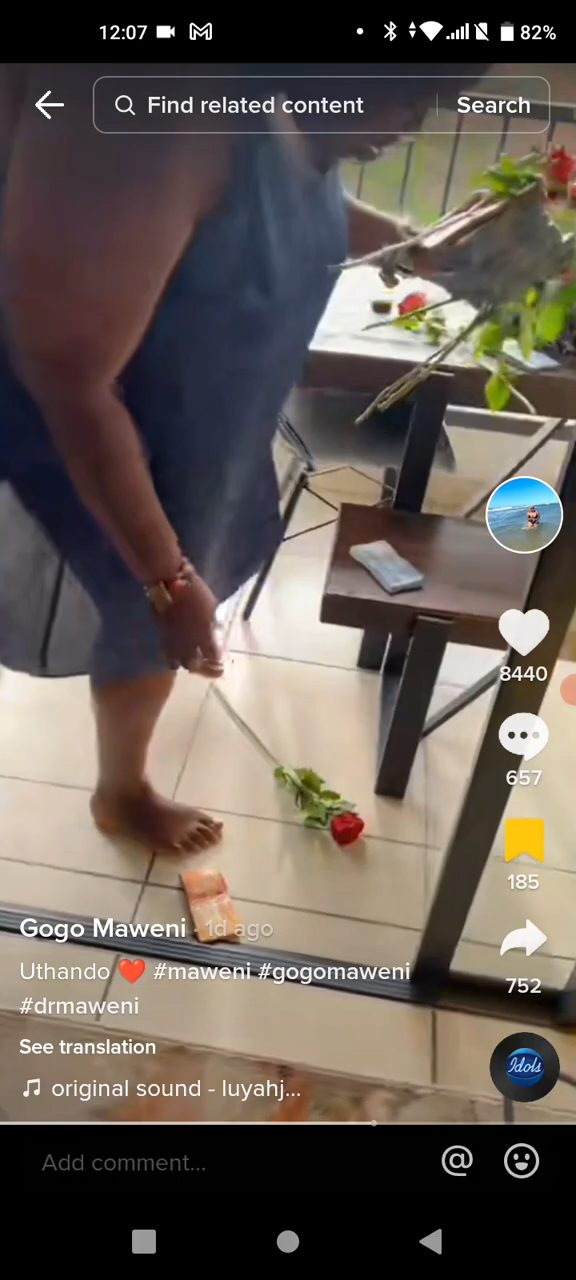 12:07 82%
Find related content Search
8440
657
185
Gogo Maweni · 1d ago
Uthando ❤️ #maweni #gogomaweni
#drmaweni
752
See translation
Idols
original sound - luyahj...
Add comment...